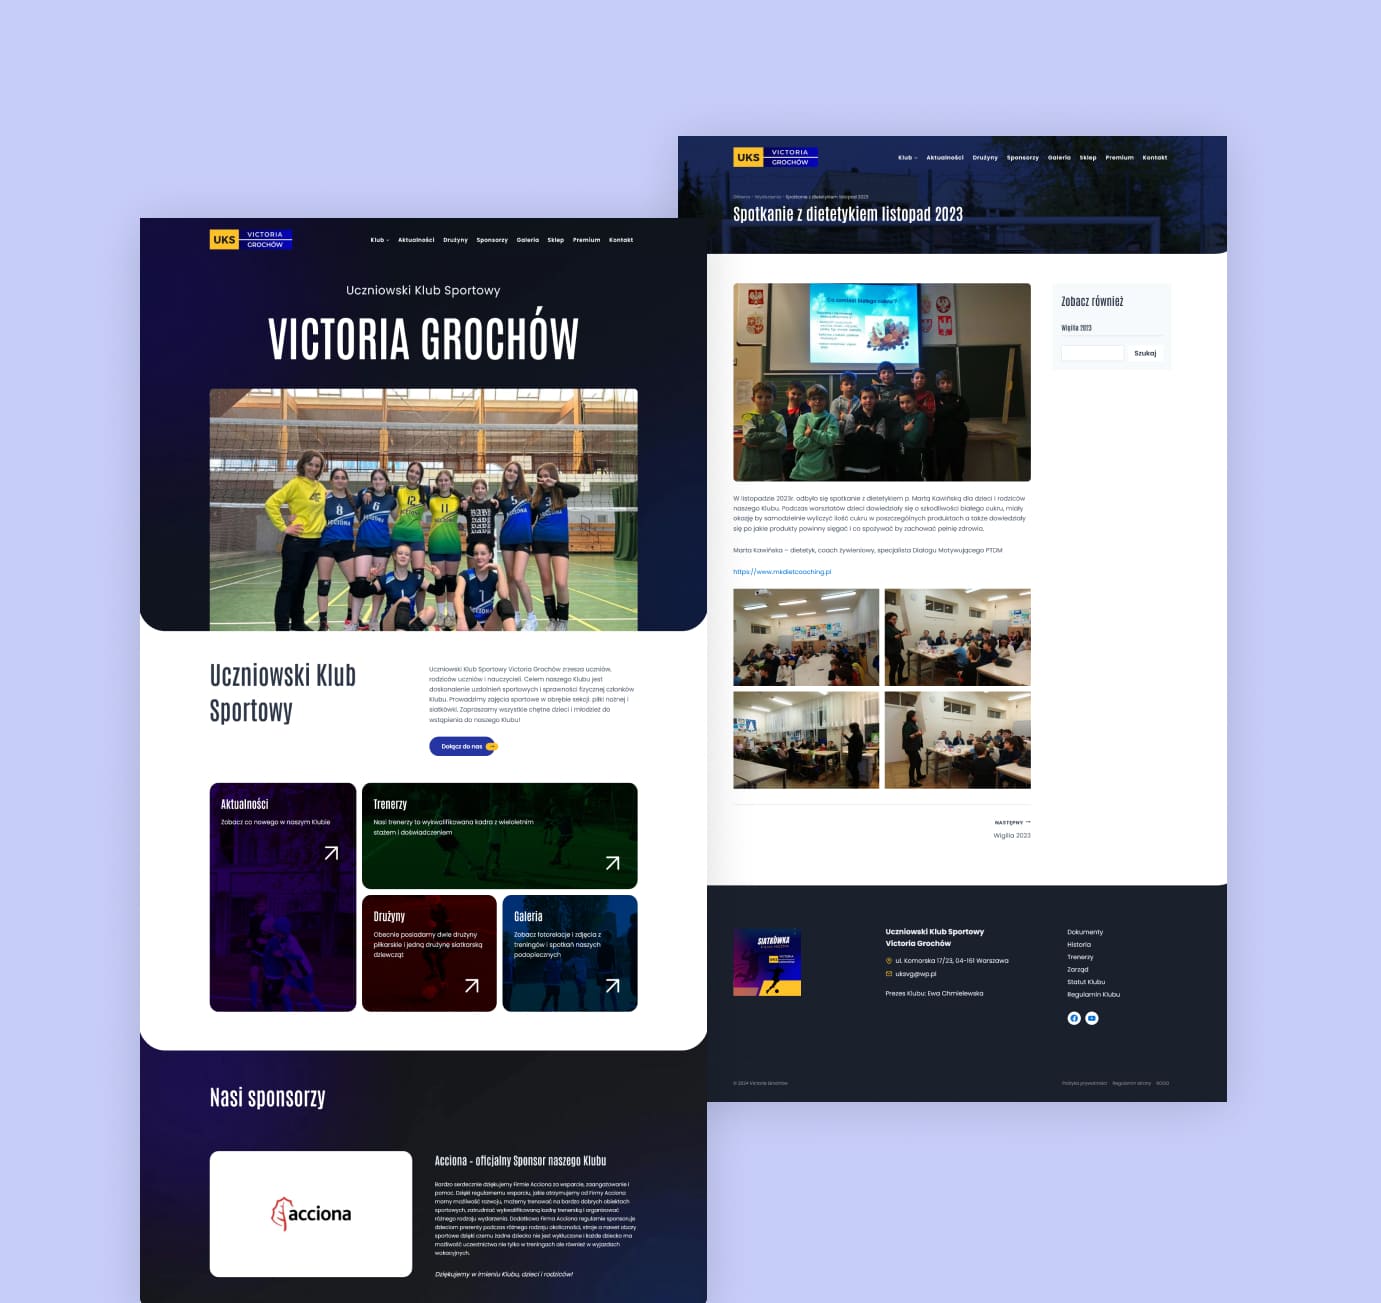 UKS
VICTORIA
GROCHÓW
Klub
Aktualności
Drużyny
Sponsorzy
Galeria
Sklep
Premium
Kontakt
Uczniowski Klub Sportowy
VICTORIA GROCHÓW
Uczniowski Klub
Sportowy
Uczniowski Klub Sportowy Victoria Grochów zrzesza uczniów,
rodziców uczniów i nauczycieli. Celem naszego Klubu jest
doskonalenie uzdolnień sportowych i sprawności fizycznej członków
Klubu. Prowadzimy zajęcia sportowe w obrębie sekcji: piłki nożnej i
siatkówki. Zapraszamy wszystkie chętne dzieci i młodzież do
wstąpienia do naszego Klubu!
Dołącz do nas
Aktualności
Zobacz co nowego w naszym Klubie
Trenerzy
Nasi trenerzy to wykwalifikowana kadra z wieloletnim
stażem i doświadczeniem
Drużyny
Obecnie posiadamy dwie drużyny
piłkarskie i jedną drużynę siatkarską
dziewcząt
Galeria
Zobacz fotorelacje i zdjęcia z
treningów i spotkań naszych
podopiecznych
Nasi sponsorzy
acciona
Acciona – oficjalny Sponsor naszego Klubu
Bardzo serdecznie dziękujemy Firmie Acciona za wsparcie, zaangażowanie i
pomoc. Dzięki regularnemu wsparciu, jakie otrzymujemy od Firmy Acciona
mamy możliwość rozwoju, możemy trenować na bardzo dobrych obiektach
sportowych, zatrudniać wykwalifikowaną kadrę trenerską i organizować
różnego rodzaju wydarzenia. Dodatkowo Firma Acciona regularnie sponsoruje
dzieciom prezenty podczas różnego rodzaju okoliczności, stroje a nawet obozy
sportowe dzięki czemu żadne dziecko nie jest wykluczone i każde dziecko ma
możliwość uczestnictwa nie tylko w treningach ale również w wyjazdach
wakacyjnych.
Dziękujemy w imieniu Klubu, dzieci i rodziców!
UKS
VICTORIA
GROCHÓW
Klub
Aktualności
Drużyny
Sponsorzy
Galeria
Sklep
Premium
Kontakt
Główna - Wydarzenia - Spotkanie z dietetykiem listopad 2023
Spotkanie z dietetykiem listopad 2023
Co zamiast białego cukru?
W listopadzie 2023r. odbyło się spotkanie z dietetykiem p. Martą Kawińską dla dzieci i rodziców
naszego Klubu. Podczas warsztatów dzieci dowiedziały się o szkodliwości białego cukru, miały
okazję by samodzielnie wyliczyć ilość cukru w poszczególnych produktach a także dowiedziały
się po jakie produkty powinny sięgać i co spożywać by zachować pełnię zdrowia.
Marta Kawińska – dietetyk, coach żywieniowy, specjalista Dialogu Motywującego PTDM
https://www.mkdietcoaching.pl
NASTĘPNY →
Wigilia 2023
Zobacz również
Wigilia 2023
Szukaj
SIATKÓWKA
UKS
Uczniowski Klub Sportowy
Victoria Grochów
ul. Komorska 17/23, 04-161 Warszawa
uksvg@wp.pl
Prezes Klubu: Ewa Chmielewska
Dokumenty
Historia
Trenerzy
Zarząd
Statut Klubu
Regulamin Klubu
© 2024 Victoria Grochów
Polityka prywatności
Regulamin strony
RODO